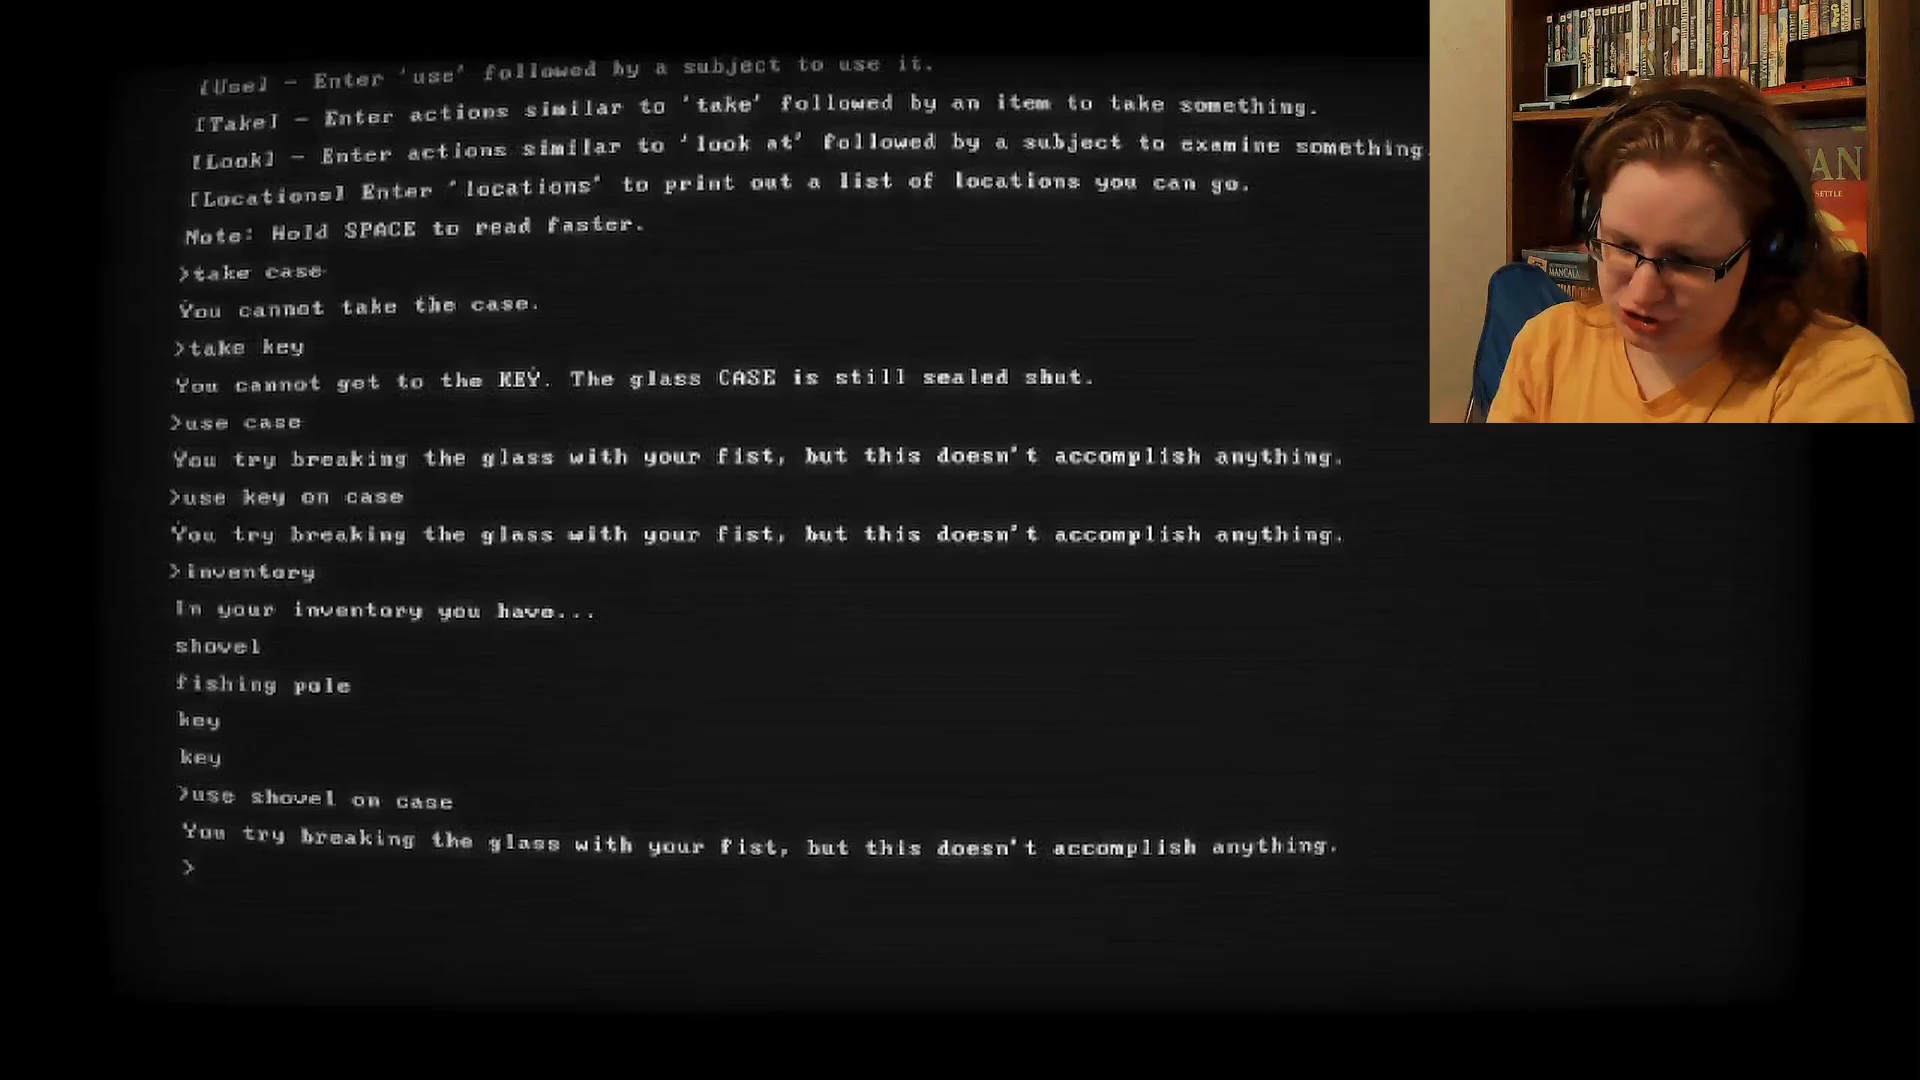 [Use] - Enter 'use' followed by a subject to use it.
[Take] - Enter actions similar to 'take' followed by an item to take something.
[Look] - Enter actions similar to 'look at' followed by a subject to examine something.
[Locations] Enter 'locations' to print out a list of locations you can go.
Note: Hold SPACE to read faster.
>take case
You cannot take the case.
>take key
You cannot get to the KEY. The glass CASE is still sealed shut.
>use case
You try breaking the glass with your fist, but this doesn't accomplish anything.
>use key on case
You try breaking the glass with your fist, but this doesn't accomplish anything.
>inventory
In your inventory you have...
shovel
fishing pole
key
key
>use shovel on case
You try breaking the glass with your fist, but this doesn't accomplish anything.
>
AN
SETTLE
MANCALA